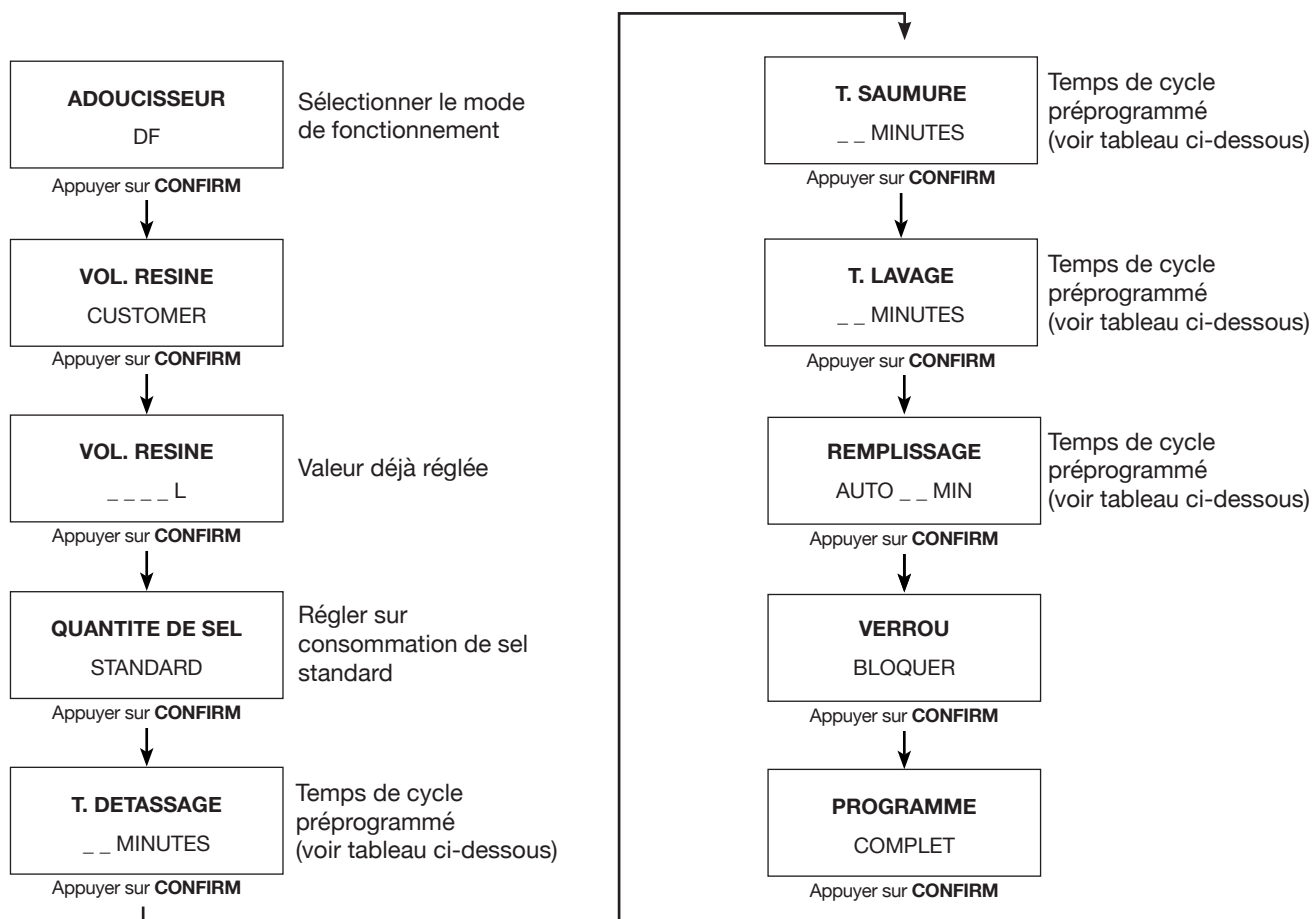 ADOUCISSEUR
DF
Sélectionner le mode
de fonctionnement
Appuyer sur CONFIRM
VOL. RESINE
CUSTOMER
Appuyer sur CONFIRM
VOL. RESINE
_ _ _ _ L
Valeur déjà réglée
Appuyer sur CONFIRM
QUANTITE DE SEL
STANDARD
Régler sur
consommation de sel
standard
Appuyer sur CONFIRM
T. DETASSAGE
_ _ MINUTES
Temps de cycle
préprogrammé
(voir tableau ci-dessous)
Appuyer sur CONFIRM
T. SAUMURE
_ _ MINUTES
Temps de cycle
préprogrammé
(voir tableau ci-dessous)
Appuyer sur CONFIRM
T. LAVAGE
_ _ MINUTES
Temps de cycle
préprogrammé
(voir tableau ci-dessous)
Appuyer sur CONFIRM
REMPLISSAGE
AUTO _ _ MIN
Temps de cycle
préprogrammé
(voir tableau ci-dessous)
Appuyer sur CONFIRM
VERROU
BLOQUER
Appuyer sur CONFIRM
PROGRAMME
COMPLET
Appuyer sur CONFIRM